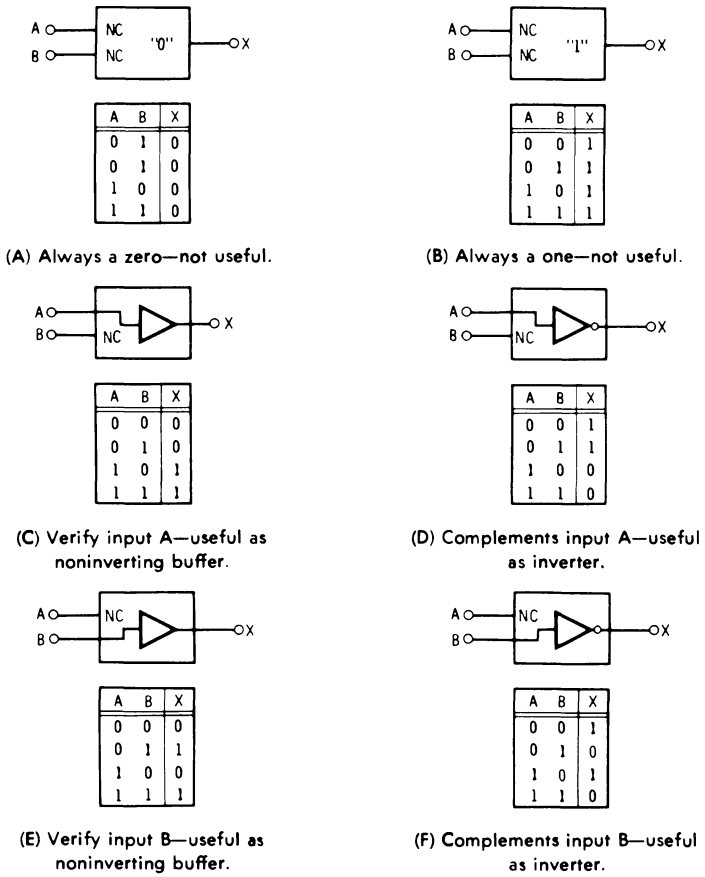 A NC "0" X
B NC
A B X
0 1 0
0 1 0
1 0 0
1 1 0
(A) Always a zero—not useful.
A NC "1" X
B NC
A B X
0 0 1
0 1 1
1 0 1
1 1 1
(B) Always a one—not useful.
A X
B NC
A B X
0 0 0
0 1 0
1 0 1
1 1 1
(C) Verify input A—useful as
noninverting buffer.
A X
B NC
A B X
0 0 1
0 1 1
1 0 0
1 1 0
(D) Complements input A—useful
as inverter.
A NC X
B
A B X
0 0 0
0 1 1
1 0 0
1 1 1
(E) Verify input B—useful as
noninverting buffer.
A NC X
B
A B X
0 0 1
0 1 0
1 0 1
1 1 0
(F) Complements input B—useful
as inverter.